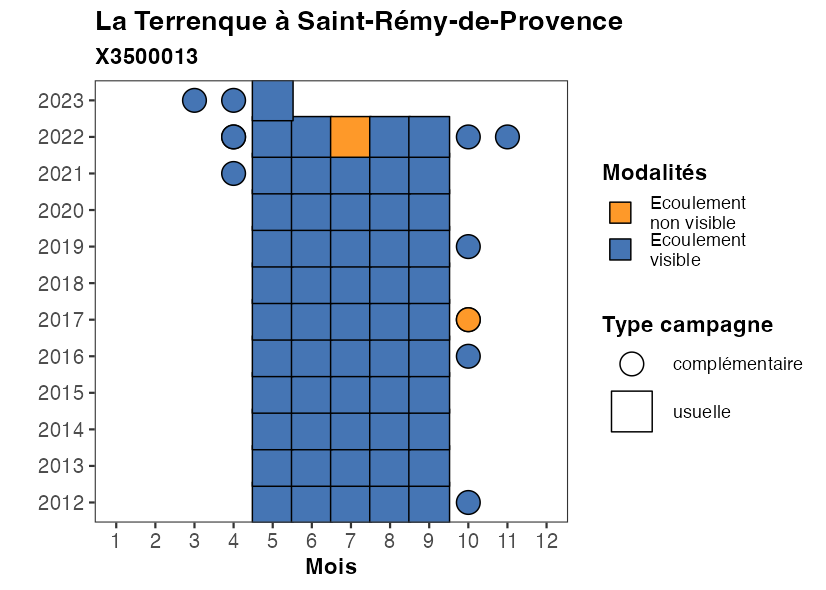 La Terrenque à Saint-Rémy-de-Provence
X3500013
2023
2022
2021
2020
2019
2018
2017
2016
2015
2014
2013
2012
1 2 3 4 5 6 7 8 9 10 11 12
Mois
Modalités
Ecoulement
non visible
Ecoulement
visible
Type campagne
complémentaire
usuelle